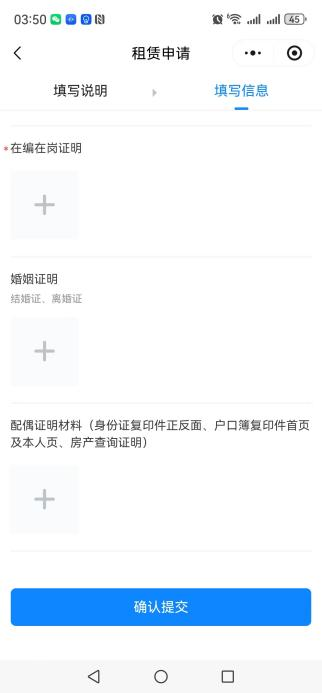 03:50
45
租赁申请
填写说明
填写信息
*在编在岗证明
婚姻证明
结婚证、离婚证
配偶证明材料（身份证复印件正反面、户口簿复印件首页
及本人页、房产查询证明）
确认提交